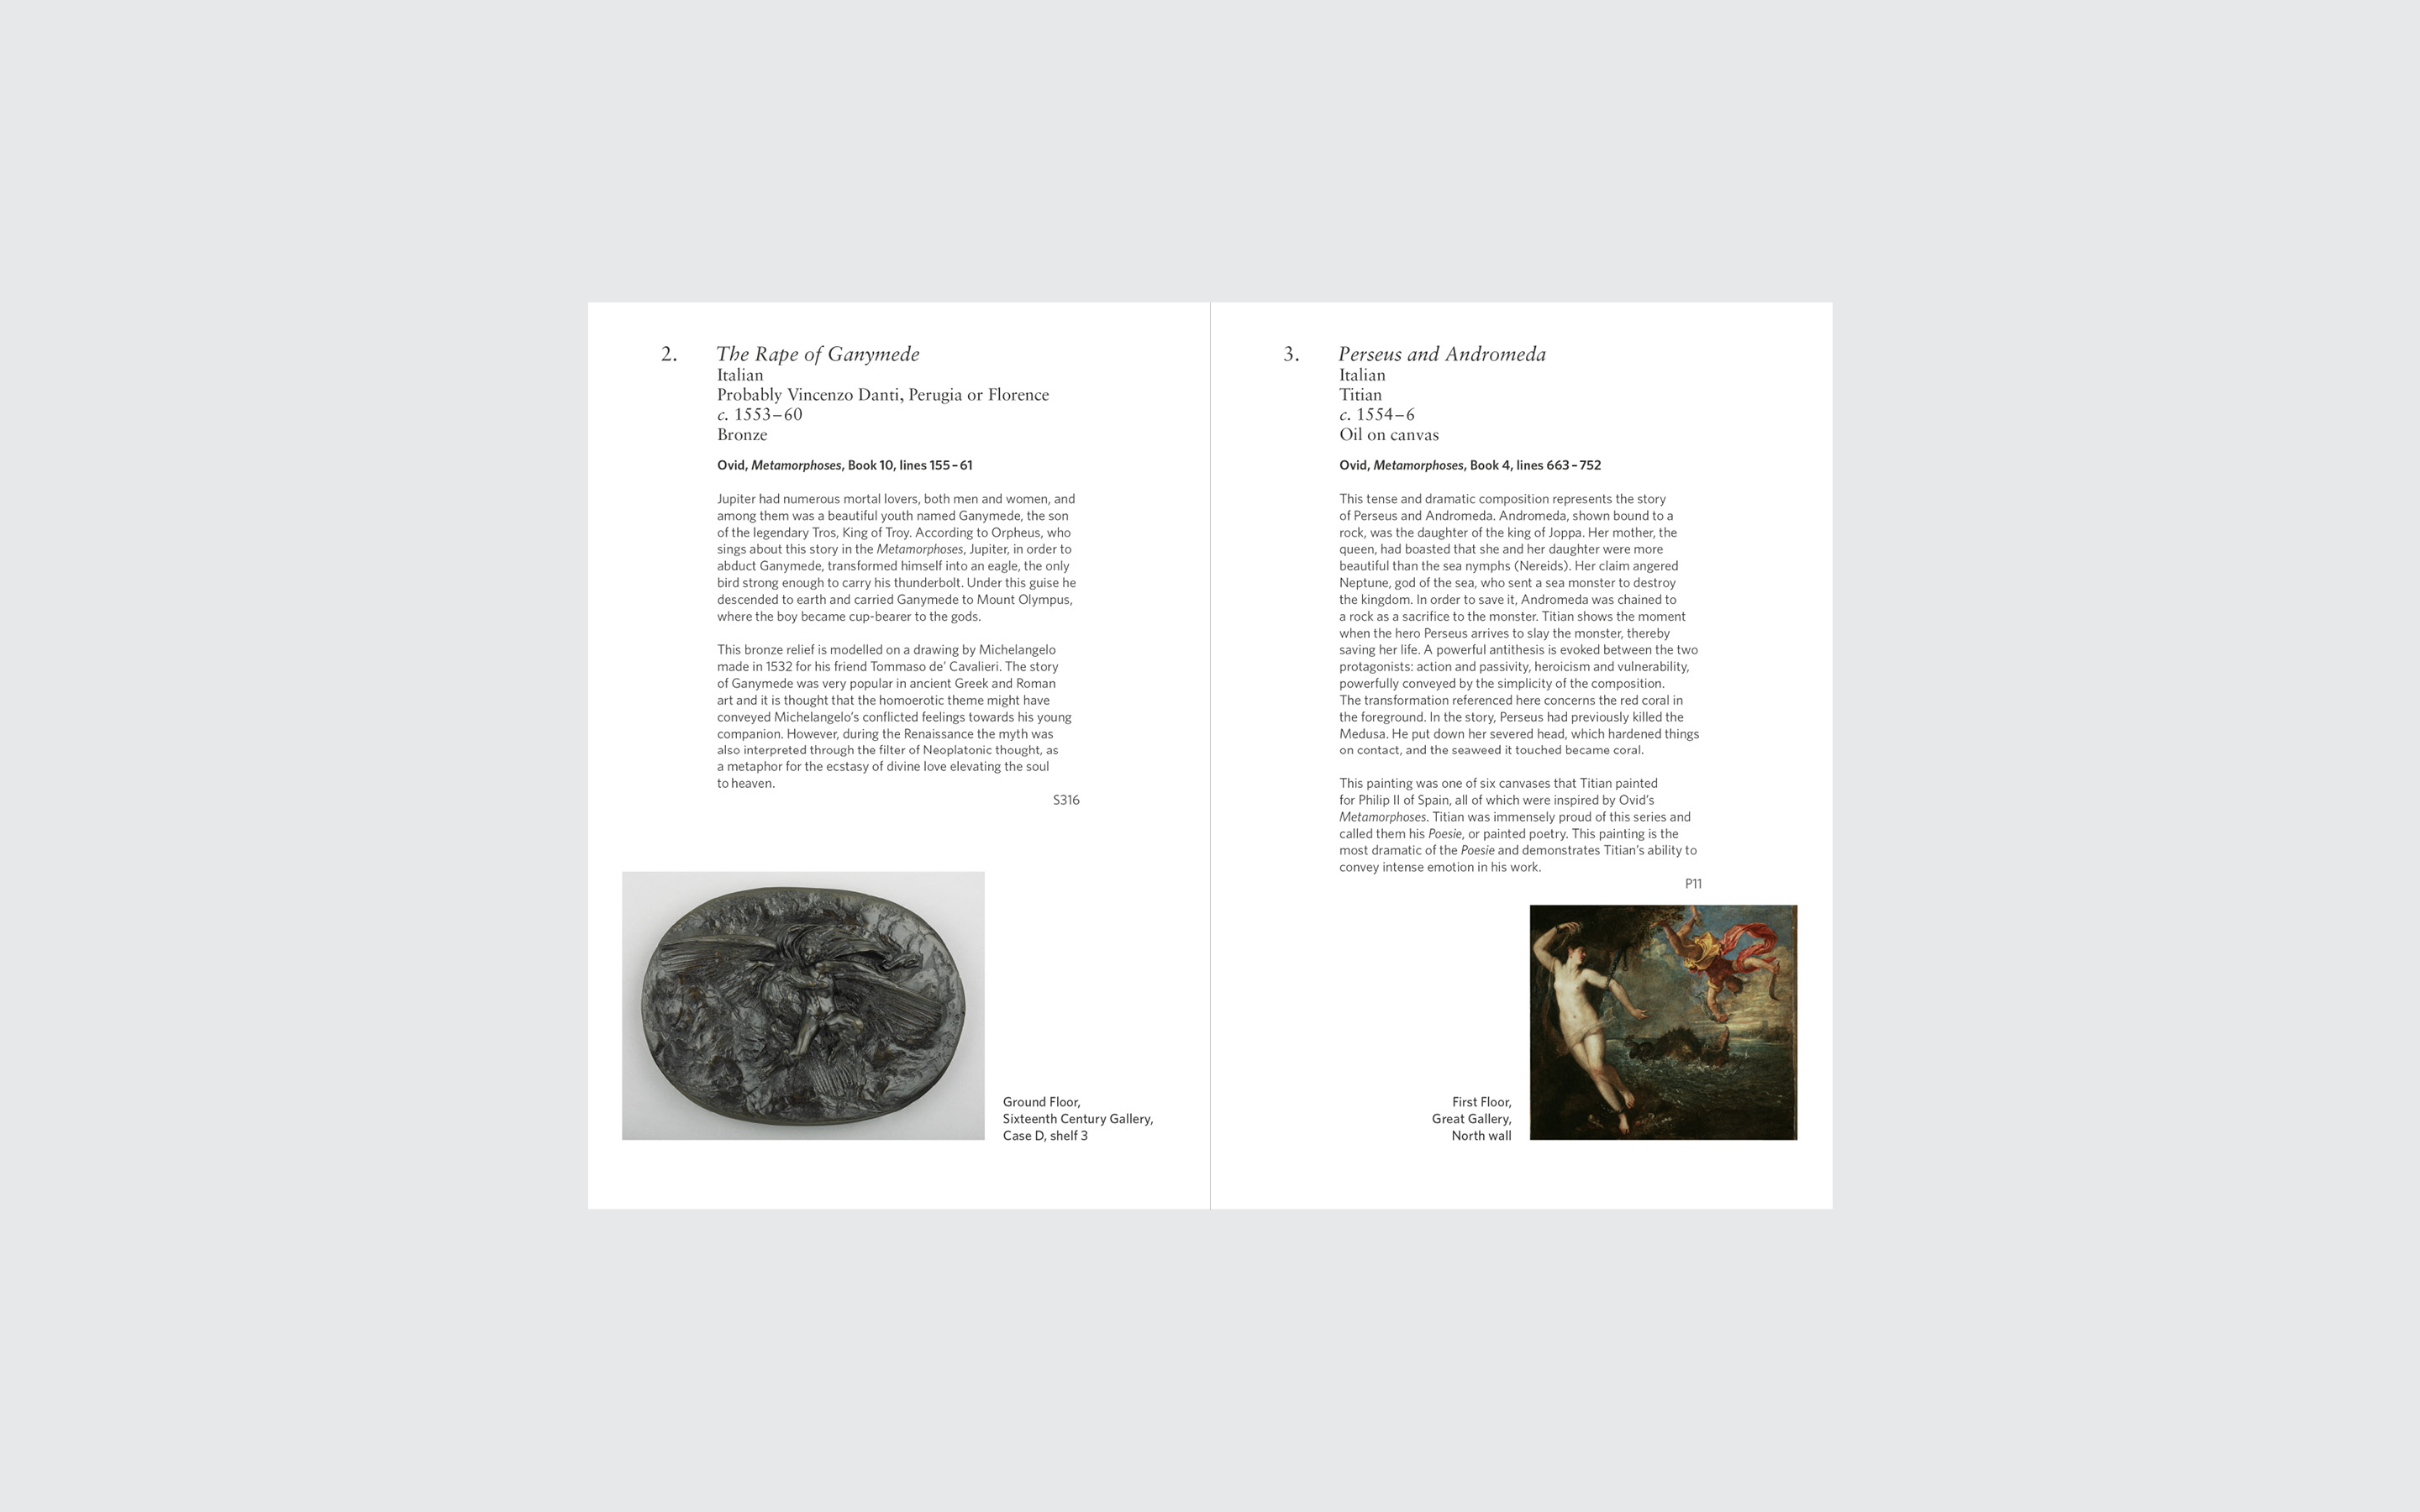 2. The Rape of Ganymede
Italian
Probably Vincenzo Danti, Perugia or Florence
c. 1553–60
Bronze
Ovid, Metamorphoses, Book 10, lines 155–61
Jupiter had numerous mortal lovers, both men and women, and
among them was a beautiful youth named Ganymede, the son
of the legendary Tros, King of Troy. According to Orpheus, who
sings about this story in the Metamorphoses, Jupiter, in order to
abduct Ganymede, transformed himself into an eagle, the only
bird strong enough to carry his thunderbolt. Under this guise he
descended to earth and carried Ganymede to Mount Olympus,
where the boy became cup-bearer to the gods.
This bronze relief is modelled on a drawing by Michelangelo
made in 1532 for his friend Tommaso de’ Cavalieri. The story
of Ganymede was very popular in ancient Greek and Roman
art and it is thought that the homoerotic theme might have
conveyed Michelangelo’s conflicted feelings towards his young
companion. However, during the Renaissance the myth was
also interpreted through the filter of Neoplatonic thought, as
a metaphor for the ecstasy of divine love elevating the soul
to heaven.
S316
Ground Floor,
Sixteenth Century Gallery,
Case D, shelf 3
3. Perseus and Andromeda
Italian
Titian
c. 1554–6
Oil on canvas
Ovid, Metamorphoses, Book 4, lines 663–752
This tense and dramatic composition represents the story
of Perseus and Andromeda. Andromeda, shown bound to a
rock, was the daughter of the king of Joppa. Her mother, the
queen, had boasted that she and her daughter were more
beautiful than the sea nymphs (Nereids). Her claim angered
Neptune, god of the sea, who sent a sea monster to destroy
the kingdom. In order to save it, Andromeda was chained to
a rock as a sacrifice to the monster. Titian shows the moment
when the hero Perseus arrives to slay the monster, thereby
saving her life. A powerful antithesis is evoked between the two
protagonists: action and passivity, heroicism and vulnerability,
powerfully conveyed by the simplicity of the composition.
The transformation referenced here concerns the red coral in
the foreground. In the story, Perseus had previously killed the
Medusa. He put down her severed head, which hardened things
on contact, and the seaweed it touched became coral.
This painting was one of six canvases that Titian painted
for Philip II of Spain, all of which were inspired by Ovid’s
Metamorphoses. Titian was immensely proud of this series and
called them his Poesie, or painted poetry. This painting is the
most dramatic of the Poesie and demonstrates Titian’s ability to
convey intense emotion in his work.
P11
First Floor,
Great Gallery,
North wall